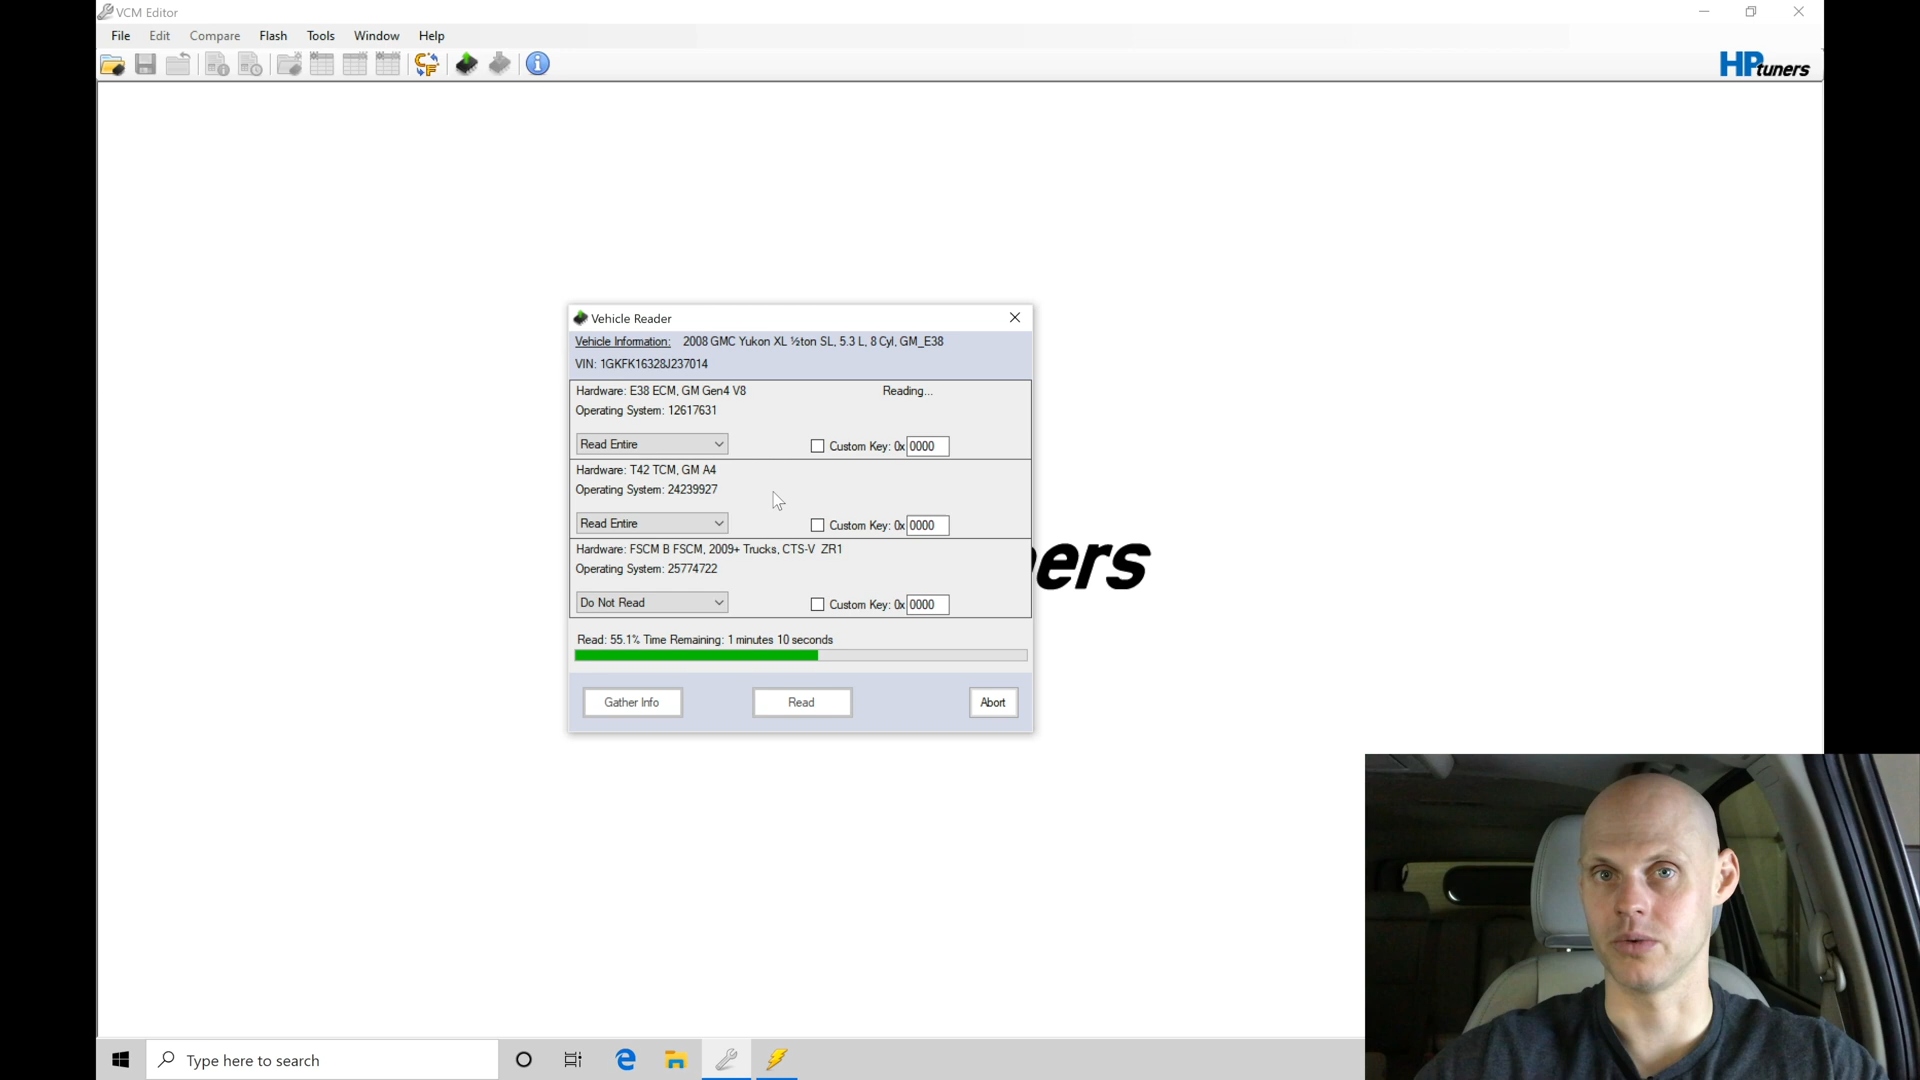 VCM Editor
File Edit Compare Flash Tools Window Help
HPtuners
Vehicle Reader
Vehicle Information: 2008 GMC Yukon XL ½ton SL, 5.3 L, 8 Cyl, GM_E38
VIN: 1GKFK16328J237014
Hardware: E38 ECM, GM Gen4 V8 Reading...
Operating System: 12617631
Read Entire Custom Key: 0x 0000
Hardware: T42 TCM, GM A4
Operating System: 24239927
Read Entire Custom Key: 0x 0000
Hardware: FSCM B FSCM, 2009+ Trucks, CTS-V ZR1
ers
Operating System: 25774722
Do Not Read Custom Key: 0x 0000
Read: 55.1% Time Remaining: 1 minutes 10 seconds
Gather Info Read Abort
Type here to search